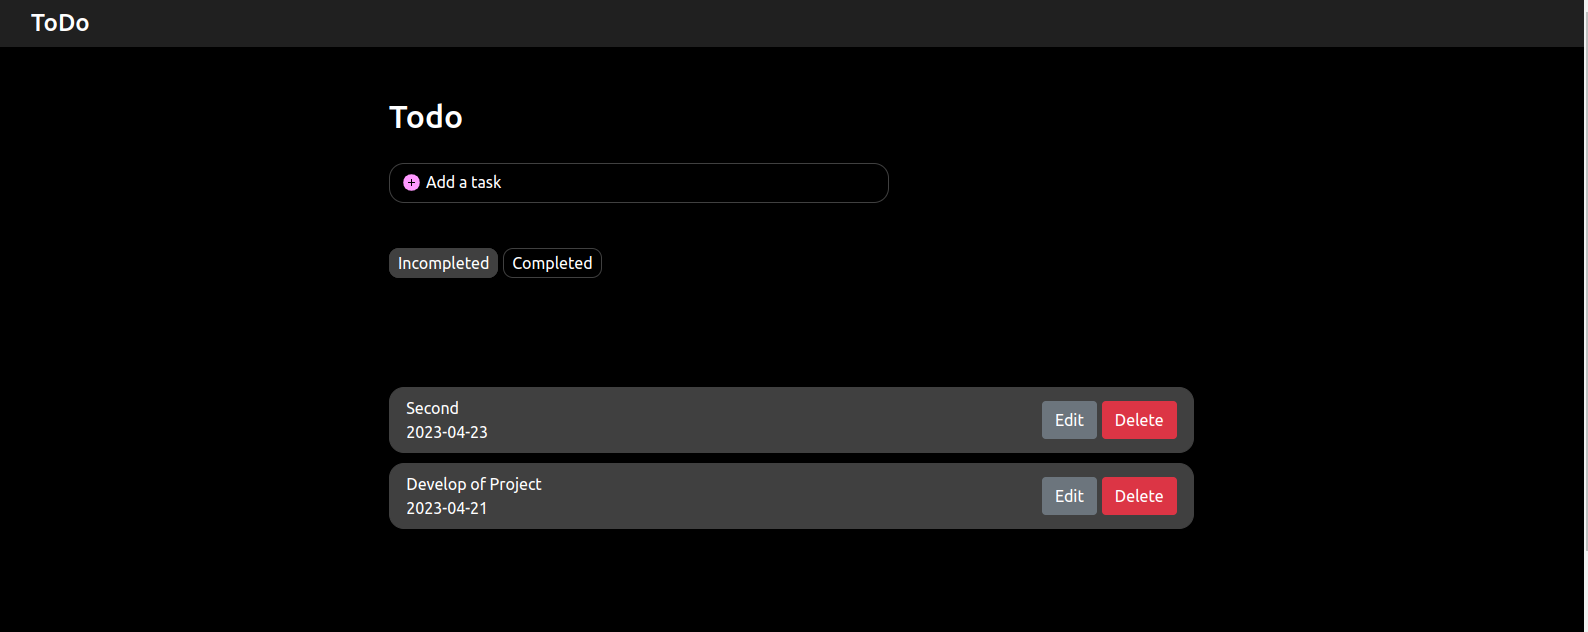 ToDo
Todo
Add a task
Incompleted Completed
Second
2023-04-23
Edit Delete
Develop of Project
2023-04-21
Edit Delete